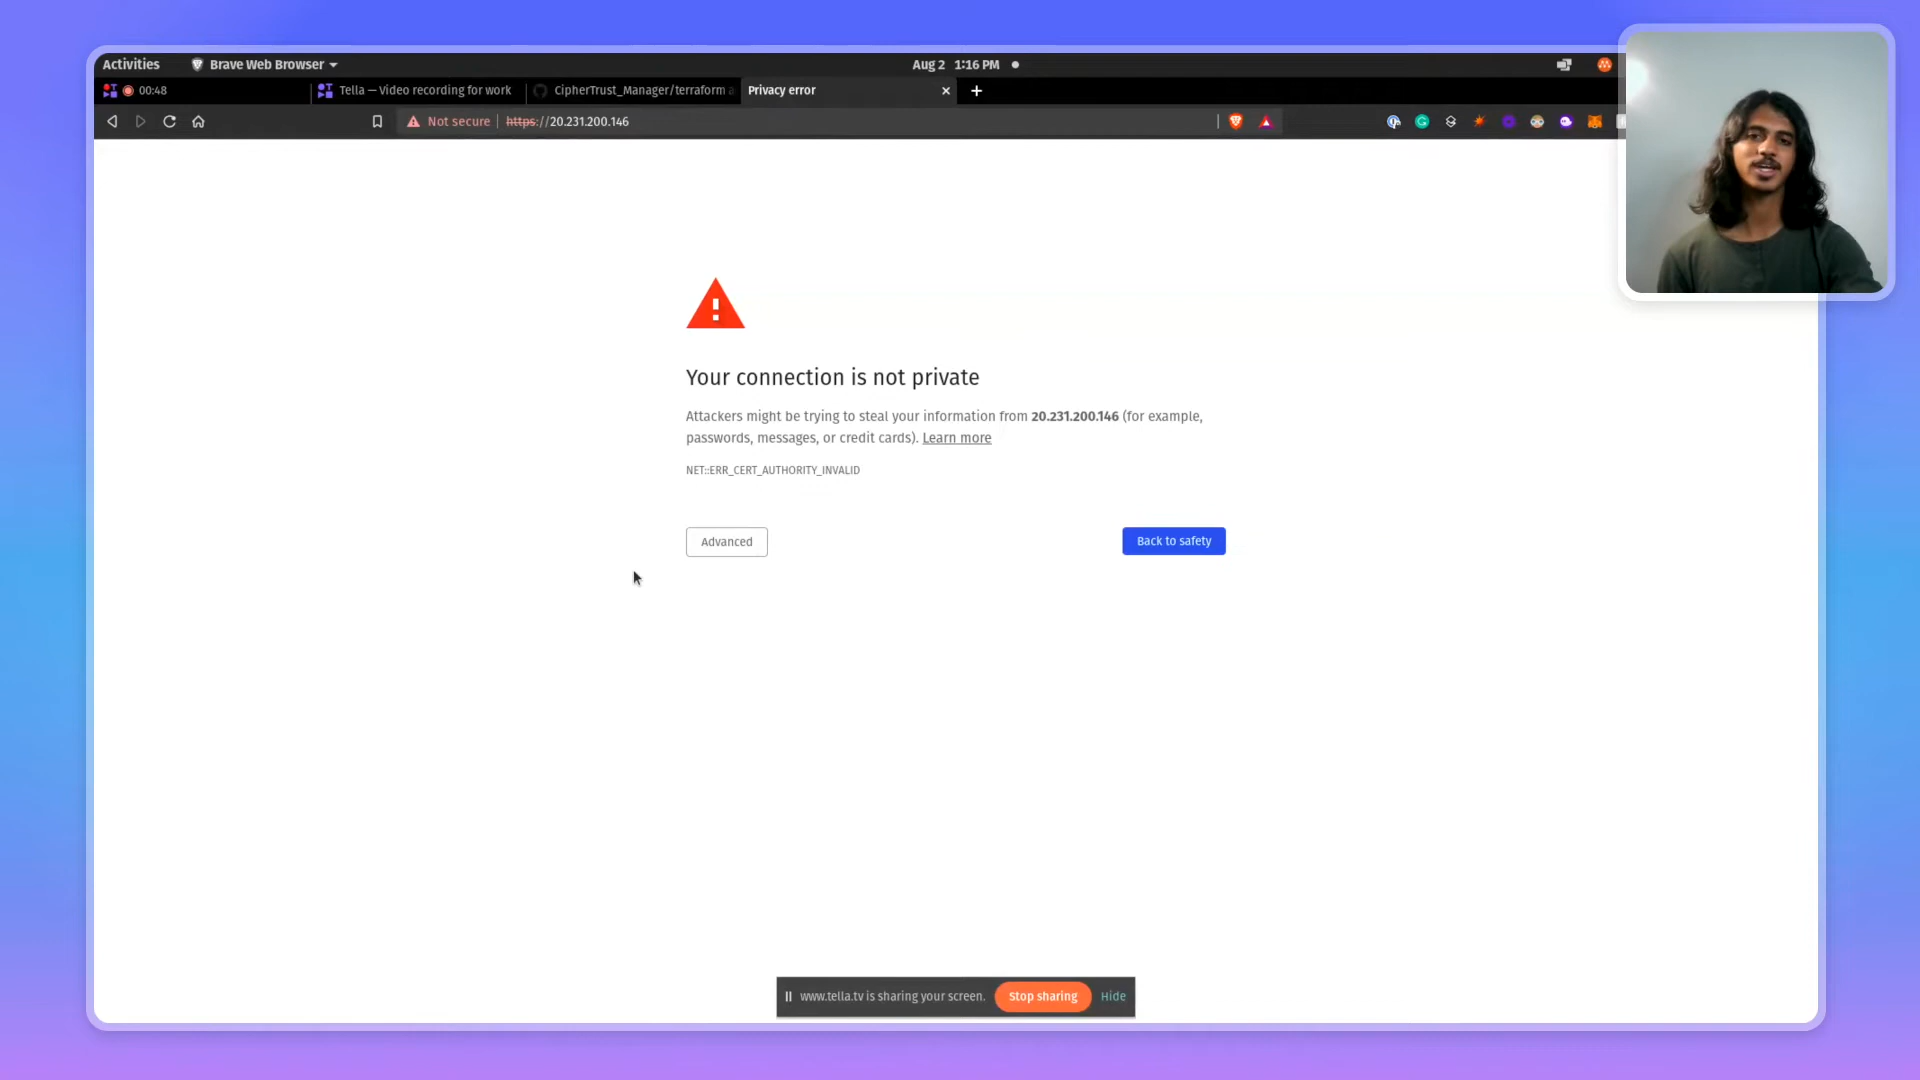 Activities
Brave Web Browser
Aug 2 1:16 PM
00:48
Tella — Video recording for work
CipherTrust_Manager/terraform a
Privacy error
Not secure
https://20.231.200.146
Your connection is not private
Attackers might be trying to steal your information from 20.231.200.146 (for example,
passwords, messages, or credit cards). Learn more
NET::ERR_CERT_AUTHORITY_INVALID
Advanced
Back to safety
www.tella.tv is sharing your screen.
Stop sharing
Hide